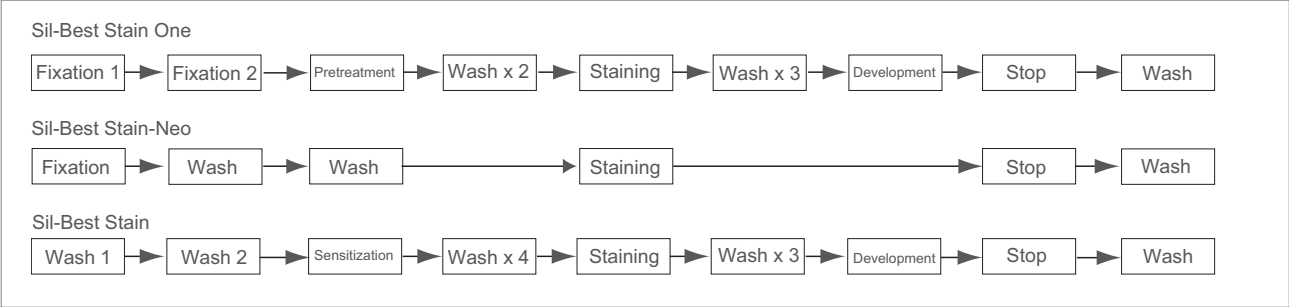 Sil-Best Stain One
Fixation 1 Fixation 2 Pretreatment Wash x 2 Staining Wash x 3 Development Stop Wash
Sil-Best Stain-Neo
Fixation Wash Wash Staining Stop Wash
Sil-Best Stain
Wash 1 Wash 2 Sensitization Wash x 4 Staining Wash x 3 Development Stop Wash